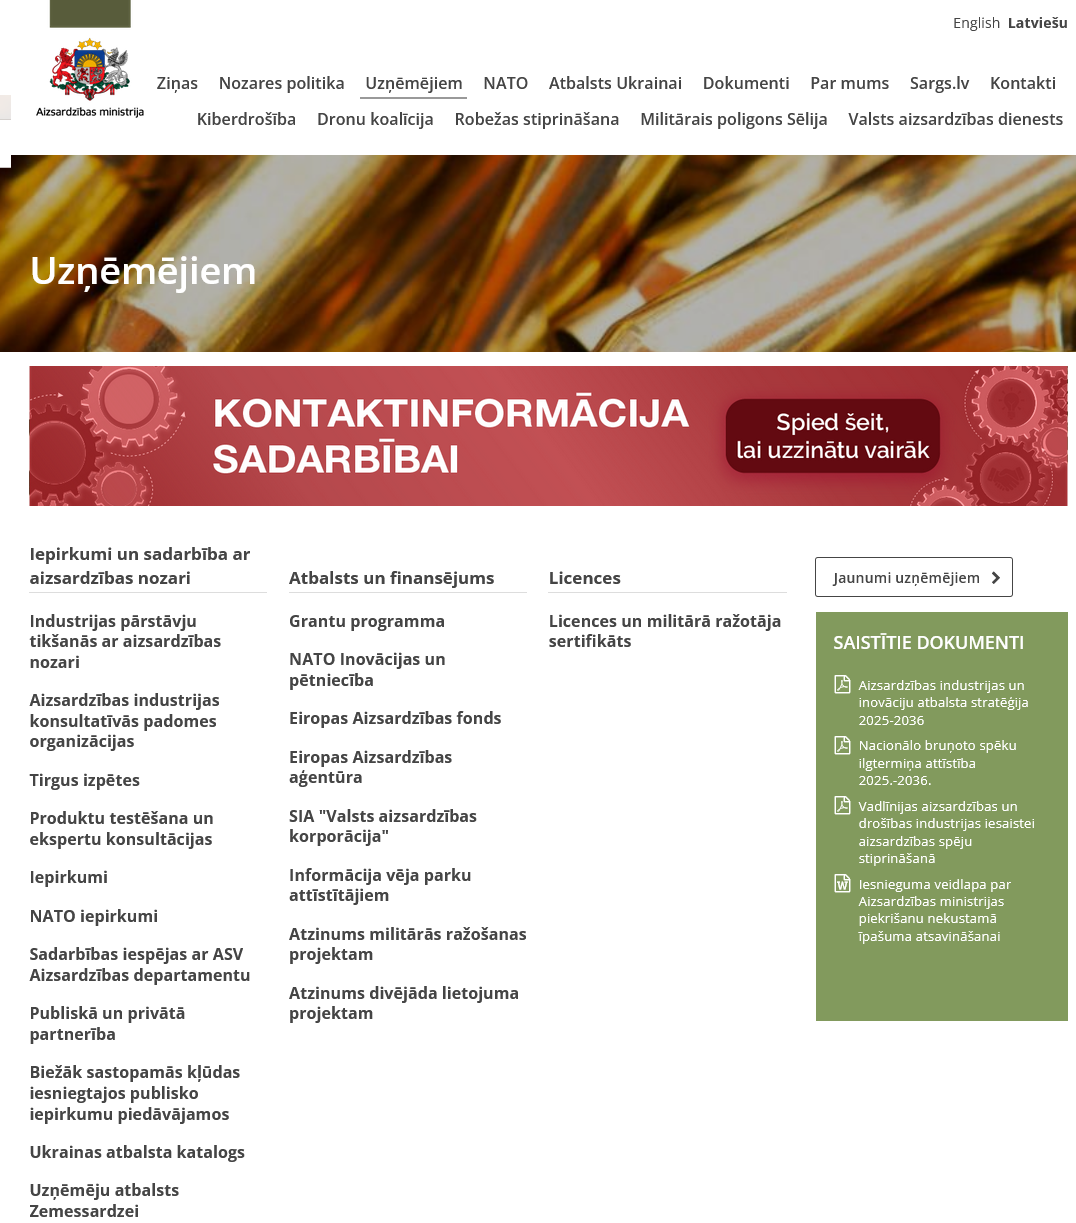 English Latviešu
Aizsardzības ministrija
Ziņas Nozares politika Uzņēmējiem NATO Atbalsts Ukrainai Dokumenti Par mums Sargs.lv Kontakti
Kiberdrošība Dronu koalīcija Robežas stiprināšana Militārais poligons Sēlija Valsts aizsardzības dienests
Uzņēmējiem
KONTAKTINFORMĀCIJA
SADARBĪBAI
Spied šeit,
lai uzzinātu vairāk
Iepirkumi un sadarbība ar
aizsardzības nozari
Industrijas pārstāvju
tikšanās ar aizsardzības
nozari
Aizsardzības industrijas
konsultatīvās padomes
organizācijas
Tirgus izpētes
Produktu testēšana un
ekspertu konsultācijas
Iepirkumi
NATO iepirkumi
Sadarbības iespējas ar ASV
Aizsardzības departamentu
Publiskā un privātā
partnerība
Biežāk sastopamās kļūdas
iesniegtajos publisko
iepirkumu piedāvājamos
Ukrainas atbalsta katalogs
Uzņēmēju atbalsts
Zemessardzei
Atbalsts un finansējums
Grantu programma
NATO Inovācijas un
pētniecība
Eiropas Aizsardzības fonds
Eiropas Aizsardzības
aģentūra
SIA "Valsts aizsardzības
korporācija"
Informācija vēja parku
attīstītājiem
Atzinums militārās ražošanas
projektam
Atzinums divējāda lietojuma
projektam
Licences
Licences un militārā ražotāja
sertifikāts
Jaunumi uzņēmējiem
SAISTĪTIE DOKUMENTI
Aizsardzības industrijas un
inovāciju atbalsta stratēģija
2025-2036
Nacionālo bruņoto spēku
ilgtermiņa attīstība
2025.-2036.
Vadlīnijas aizsardzības un
drošības industrijas iesaistei
aizsardzības spēju
stiprināšanā
Iesnieguma veidlapa par
Aizsardzības ministrijas
piekrišanu nekustamā
īpašuma atsavināšanai